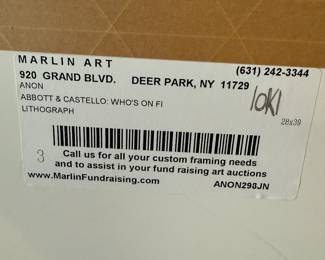 MARLIN ART (631) 242-3344
920 GRAND BLVD. DEER PARK, NY 11729
ANON
ABBOTT & CASTELLO: WHO'S ON FI
LITHOGRAPH
28x39
3 Call us for all your custom framing needs
and to assist in your fund raising art auctions
www.MarlinFundraising.com ANON298JN